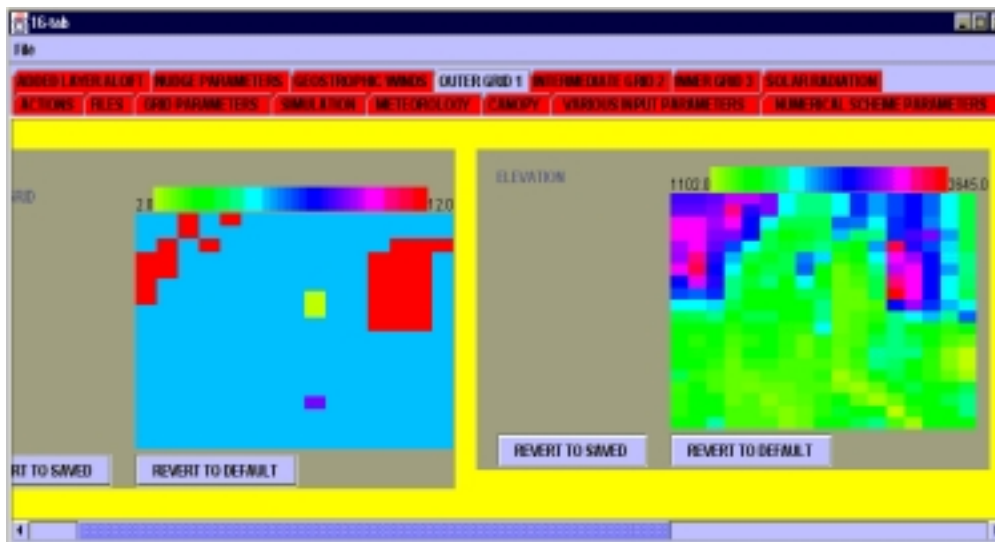 16-tab
File
ADDED LAYER ALOFT NUDGE PARAMETERS GEOSTROPHIC WINDS OUTER GRID 1 INTERMEDIATE GRID 2 INNER GRID 3 SOLAR RADIATION
ACTIONS FILES GRID PARAMETERS SIMULATION METEOROLOGY CANOPY VARIOUS INPUT PARAMETERS NUMERICAL SCHEME PARAMETERS
RID
2.0 12.0
RT TO SAVED REVERT TO DEFAULT
ELEVATION
1102.0 3645.0
REVERT TO SAVED REVERT TO DEFAULT